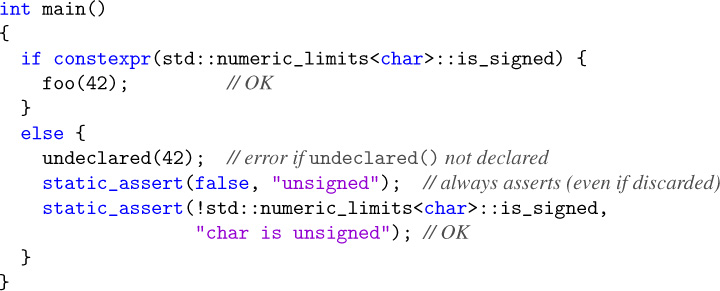 int main()
{
  if constexpr(std::numeric_limits<char>::is_signed) {
    foo(42);         // OK
  }
  else {
    undeclared(42);  // error if undeclared() not declared
    static_assert(false, "unsigned");  // always asserts (even if discarded)
    static_assert(!std::numeric_limits<char>::is_signed,
                  "char is unsigned"); // OK
  }
}